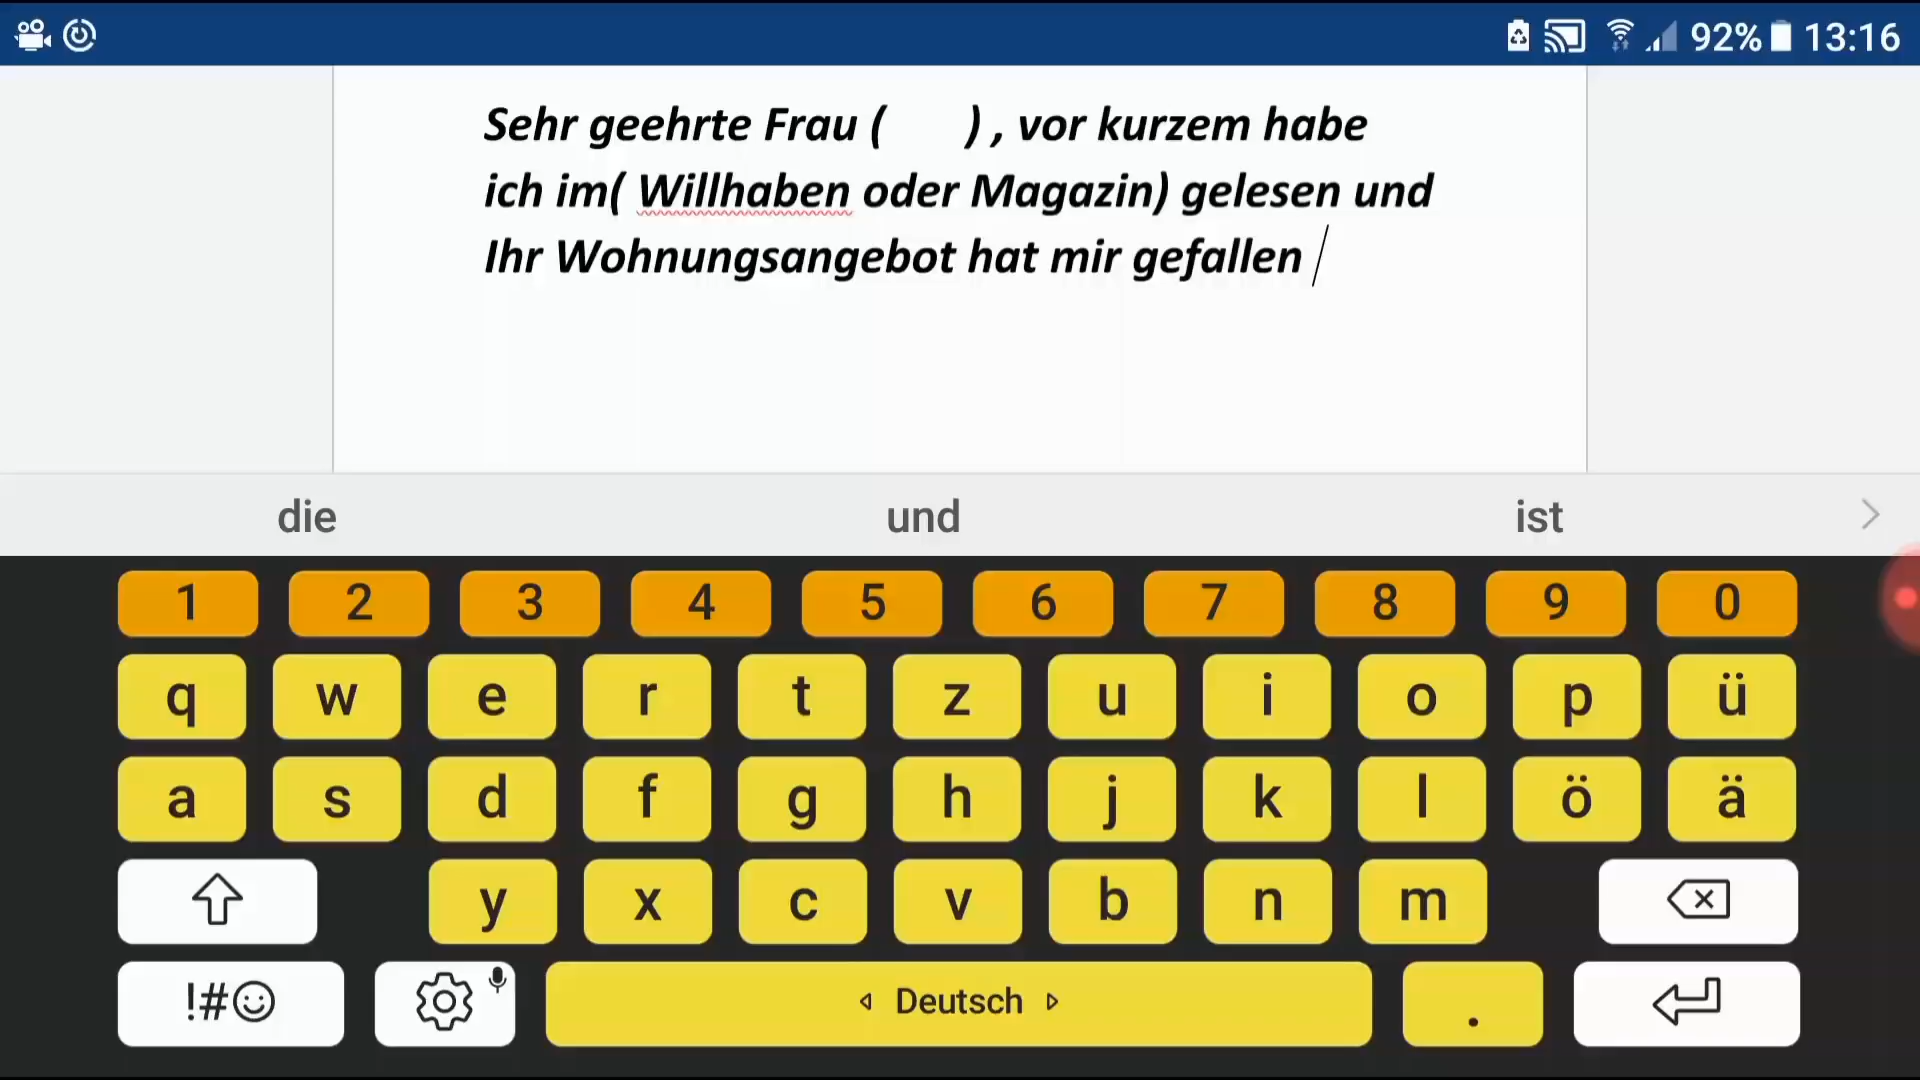 92% 13:16
Sehr geehrte Frau (      ) , vor kurzem habe
ich im( Willhaben oder Magazin) gelesen und
Ihr Wohnungsangebot hat mir gefallen
die und ist
1 2 3 4 5 6 7 8 9 0
q w e r t z u i o p ü
a s d f g h j k l ö ä
y x c v b n m
!#☺ Deutsch .